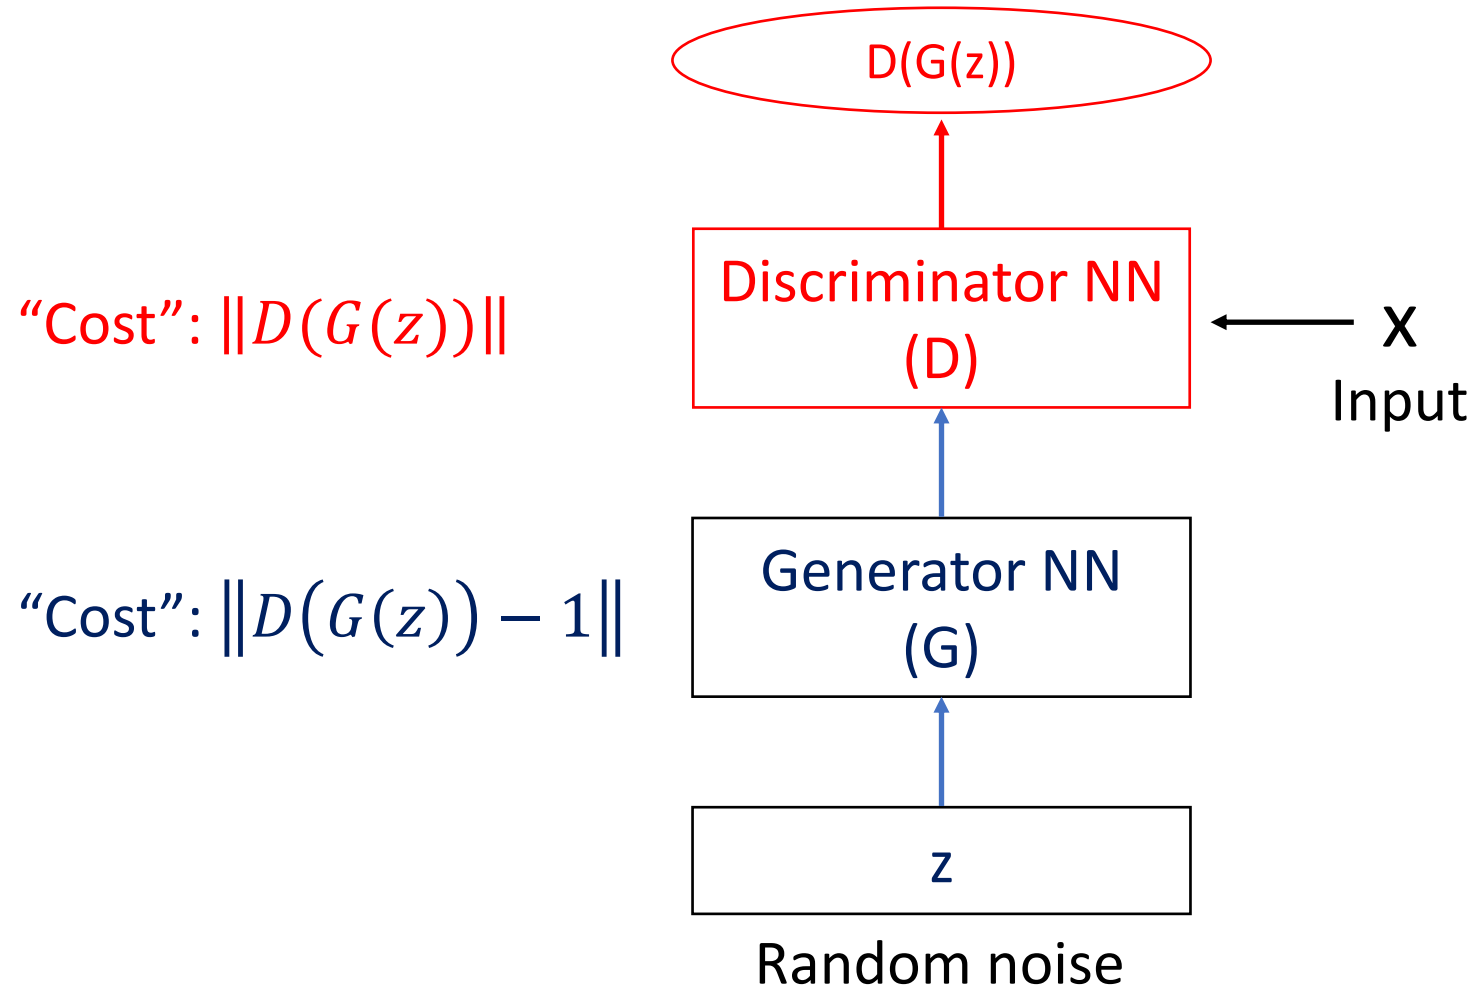 D(G(z))
Discriminator NN
(D)
“Cost”: ‖D(G(z))‖
x
Input
Generator NN
(G)
“Cost”: ‖D(G(z)) − 1‖
z
Random noise